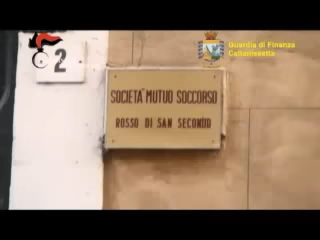 Guardia di Finanza
Caltanissetta
2
SOCIETA' MUTUO SOCCORSO
ROSSO DI SAN SECONDO